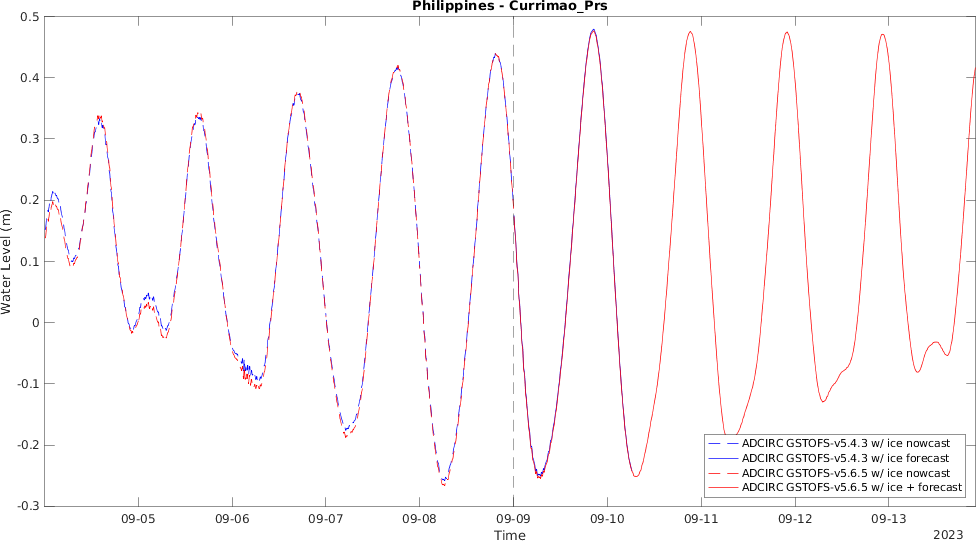 Philippines - Currimao_Prs
0.5
0.4
0.3
0.2
0.1
0
-0.1
-0.2
-0.3
Water Level (m)
09-05 09-06 09-07 09-08 09-09 09-10 09-11 09-12 09-13
Time
2023
ADCIRC GSTOFS-v5.4.3 w/ ice nowcast
ADCIRC GSTOFS-v5.4.3 w/ ice forecast
ADCIRC GSTOFS-v5.6.5 w/ ice nowcast
ADCIRC GSTOFS-v5.6.5 w/ ice + forecast